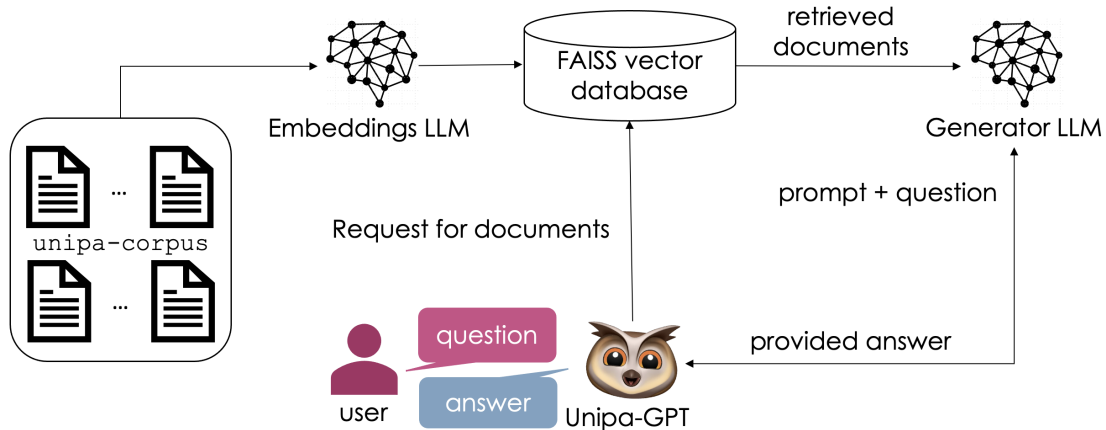 retrieved
documents
FAISS vector
database
Embeddings LLM
Generator LLM
...
unipa-corpus
...
Request for documents
prompt + question
question
answer
user
Unipa-GPT
provided answer